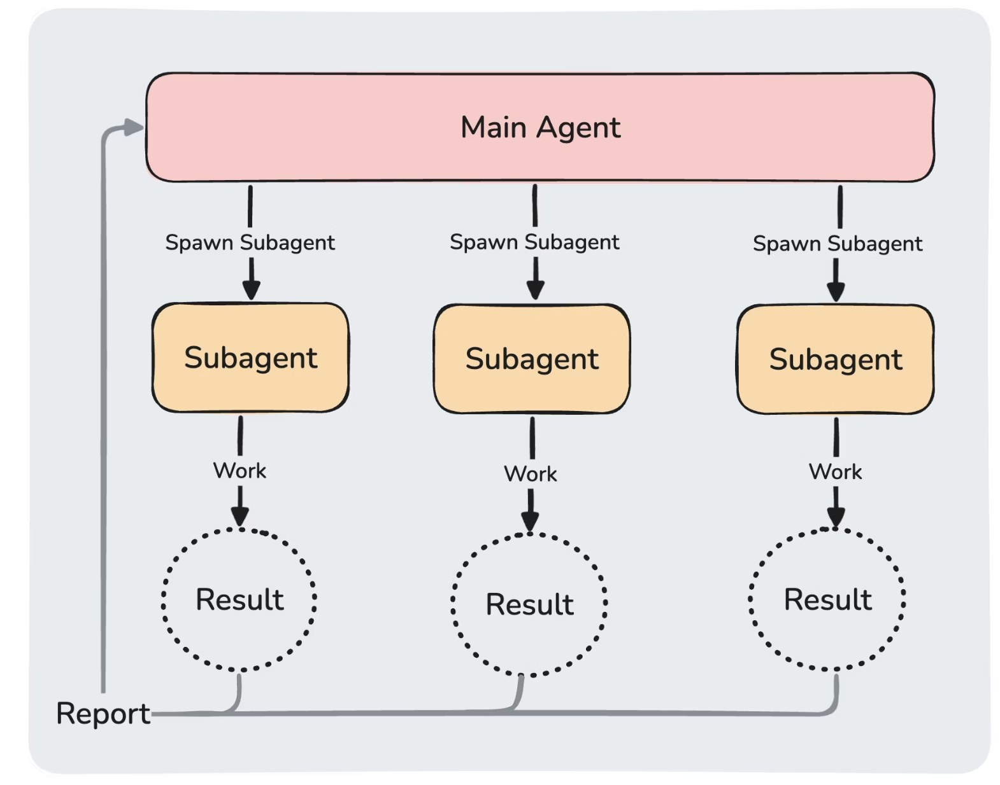 Main Agent
Spawn Subagent
Spawn Subagent
Spawn Subagent
Subagent
Subagent
Subagent
Work
Work
Work
Result
Result
Result
Report